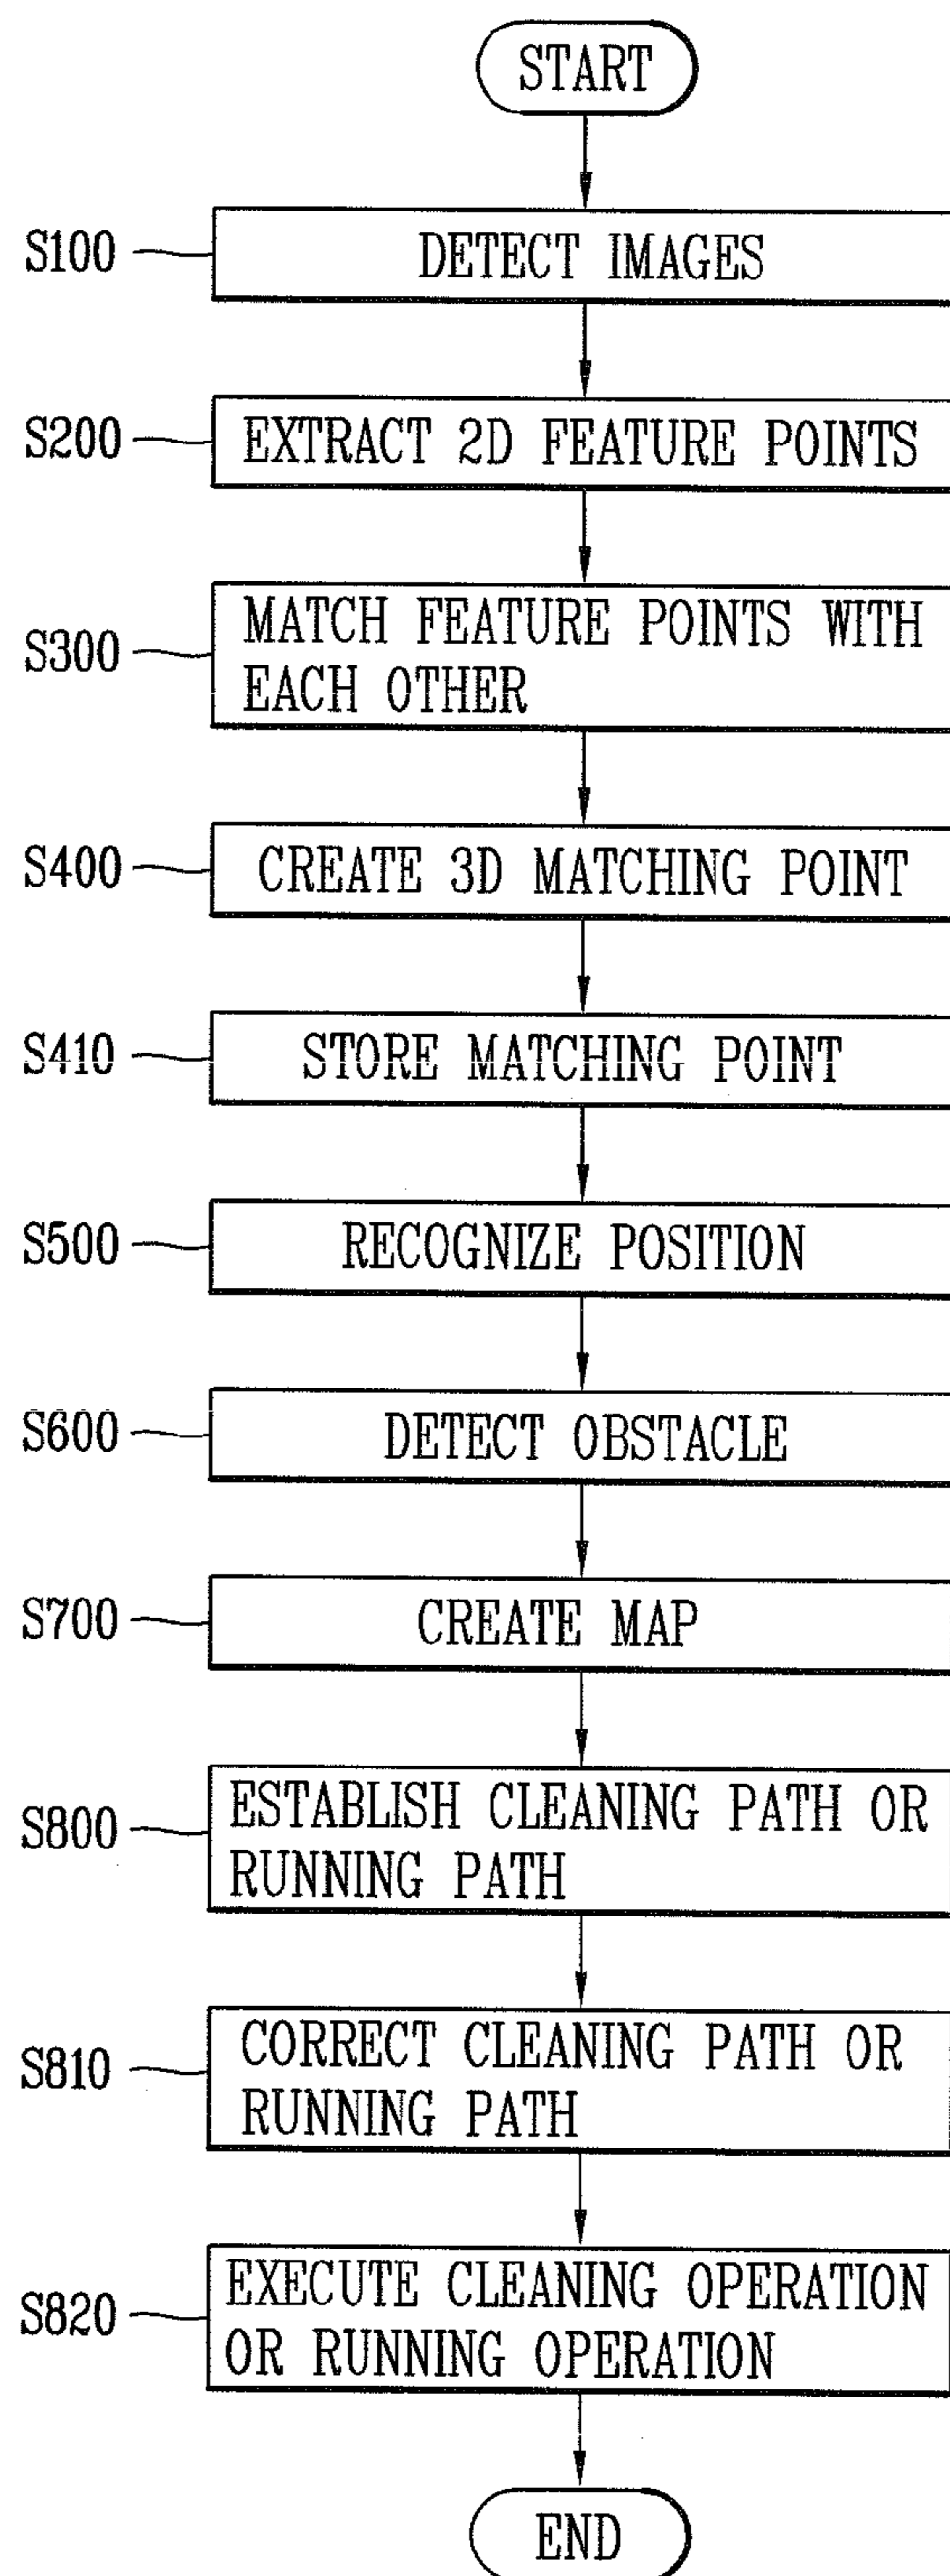 START
S100
DETECT IMAGES
S200
EXTRACT 2D FEATURE POINTS
S300
MATCH FEATURE POINTS WITH
EACH OTHER
S400
CREATE 3D MATCHING POINT
S410
STORE MATCHING POINT
S500
RECOGNIZE POSITION
S600
DETECT OBSTACLE
S700
CREATE MAP
S800
ESTABLISH CLEANING PATH OR
RUNNING PATH
S810
CORRECT CLEANING PATH OR
RUNNING PATH
S820
EXECUTE CLEANING OPERATION
OR RUNNING OPERATION
END